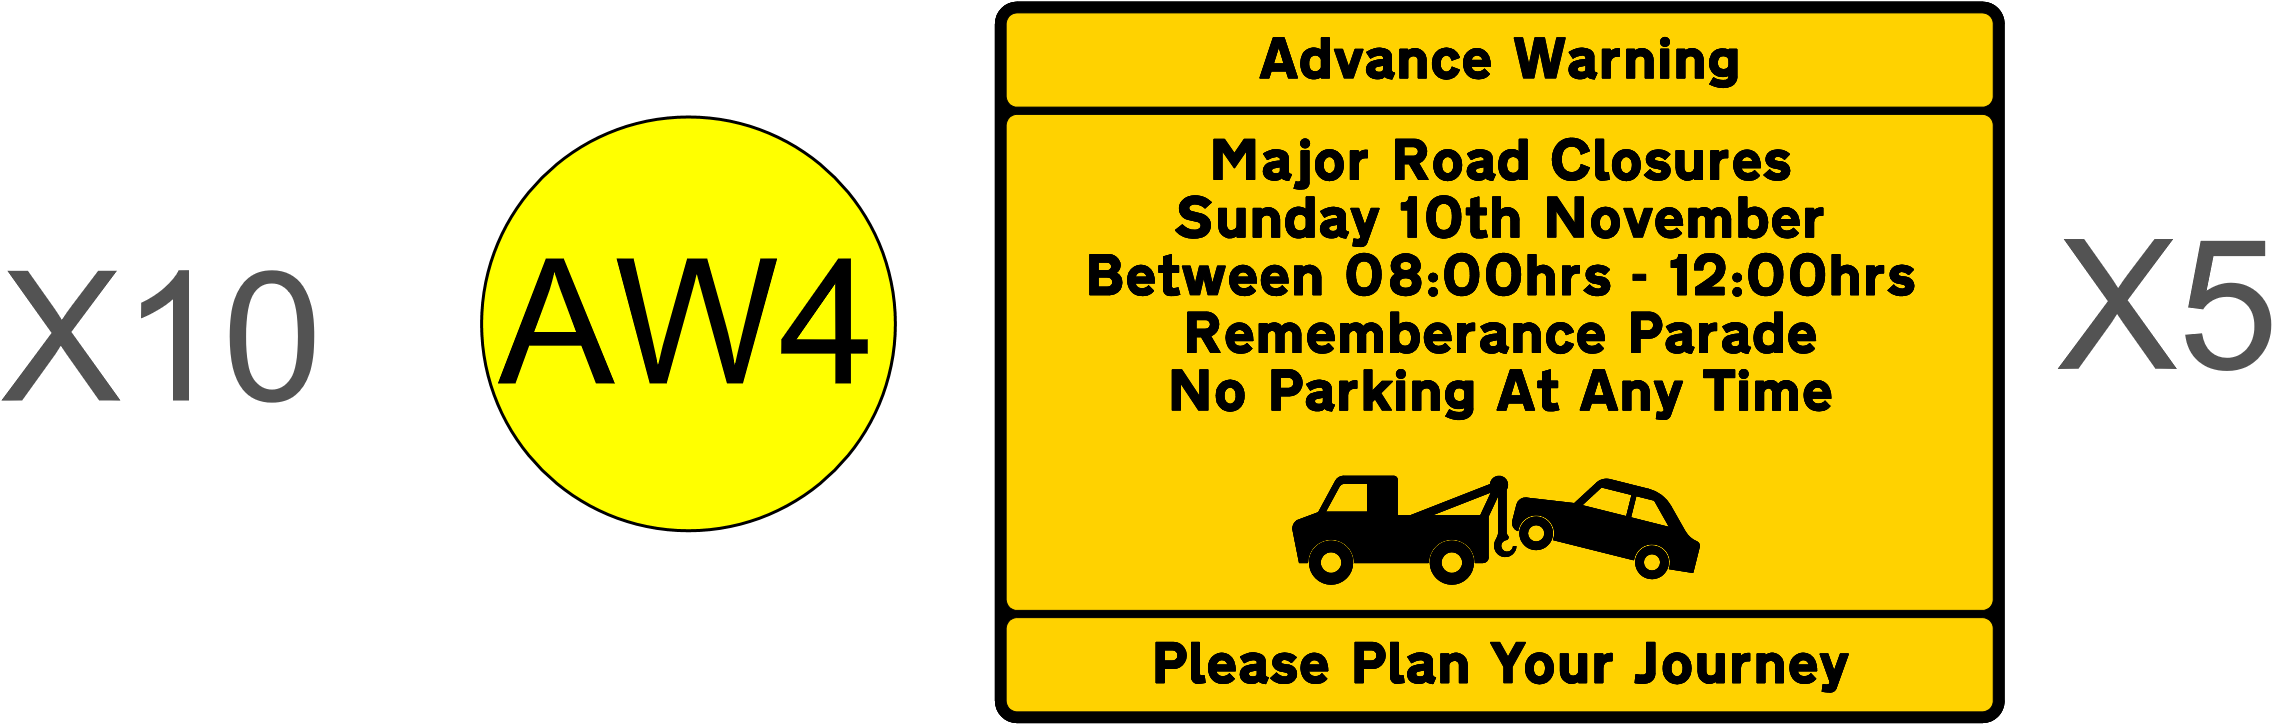 X10
AW4
Advance Warning
Major Road Closures
Sunday 10th November
Between 08:00hrs - 12:00hrs
Rememberance Parade
No Parking At Any Time
Please Plan Your Journey
X5